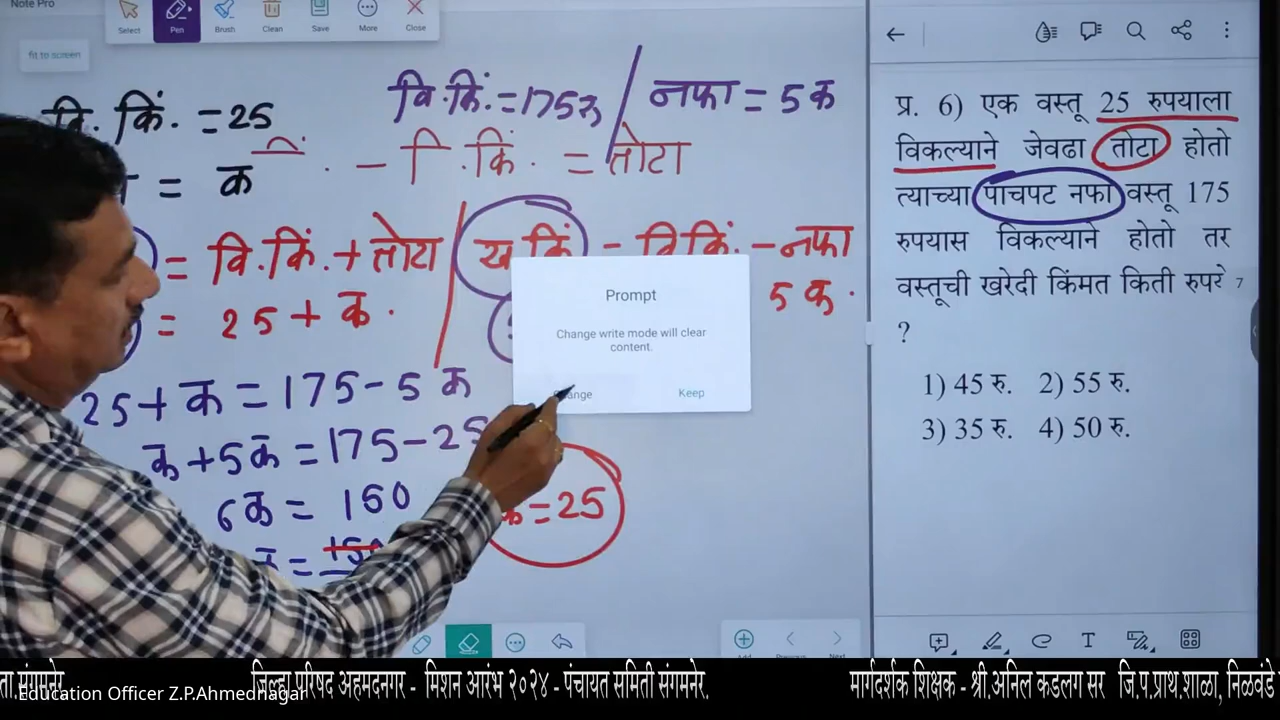 Note Pro
Select Pen Brush Clean Save More Close
fit to screen
वि. किं. = 25
= क
वि.किं. = 175रु
नफा = 5क
- वि.किं. = तोटा
= वि.किं. + तोटा
= 25 + क.
ख किं - वि.किं. - नफा
5 क.
25 + क = 175 - 5 क
क + 5क = 175 - 25
6क = 150
क = 150
क = 25
Prompt
Change write mode will clear
content.
Keep
प्र. 6) एक वस्तू 25 रुपयाला
विकल्याने जेवढा तोटा होतो
त्याच्या पाचपट नफा वस्तू 175
रुपयास विकल्याने होतो तर
वस्तूची खरेदी किंमत किती रुपये
?
7
1) 45 रु. 2) 55 रु.
3) 35 रु. 4) 50 रु.
T
जिल्हा परिषद अहमदनगर - मिशन आरंभ २०२४ - पंचायत समिती संगमनेर.
मार्गदर्शक शिक्षक - श्री.अनिल कडलग सर जि.प.प्राथ.शाळा, निळवंडे
Education Officer Z.P.Ahmednagar